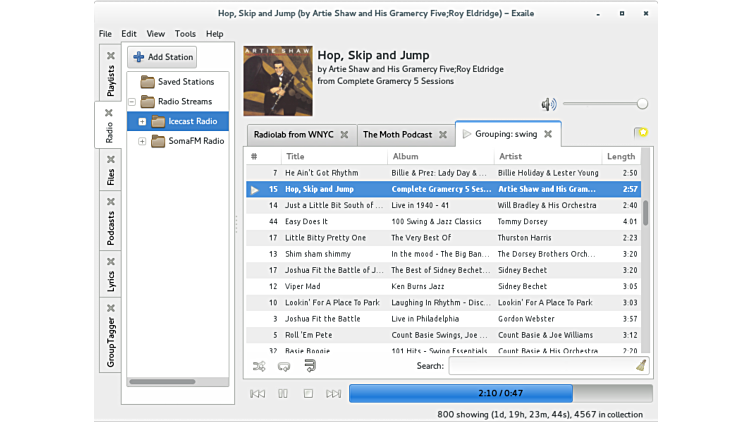 Hop, Skip and Jump (by Artie Shaw and His Gramercy Five;Roy Eldridge) – Exaile
File Edit View Tools Help
Playlists
Radio
Files
Podcasts
Lyrics
GroupTagger
Add Station
Saved Stations
Radio Streams
Icecast Radio
SomaFM Radio
ARTIE SHAW
Hop, Skip and Jump
by Artie Shaw and His Gramercy Five;Roy Eldridge
from Complete Gramercy 5 Sessions
Radiolab from WNYC The Moth Podcast Grouping: swing
# Title Album Artist Length
7 He Ain't Got Rhythm Billie & Prez: Lady Day & ... Billie Holiday & Lester Young 2:50
15 Hop, Skip and Jump Complete Gramercy 5 Ses... Artie Shaw and His Gram... 2:57
14 Just a Little Bit South of ... Live in 1940 - 41 Will Bradley & His Orchestra 2:40
44 Easy Does It 100 Swing & Jazz Classics Tommy Dorsey 4:01
17 Little Bitty Pretty One The Very Best Of Thurston Harris 2:23
13 Shim sham shimmy In the mood - The Big Ban... The Dorsey Brothers Orch... 3:20
17 Joshua Fit the Battle of J... The Best of Sidney Bechet... Sidney Bechet 3:20
12 Viper Mad Ken Burns Jazz Sidney Bechet 3:05
10 Lookin' For A Place To Park Laughing In Rhythm - Disc... Lookin' For A Place To Park 3:03
3 Joshua Fit the Battle Live in Philadelphia Gordon Webster 3:57
5 Roll 'Em Pete Count Basie Swings, Joe ... Count Basie & Joe Williams 3:12
32 Basie Boogie 101 Hits - Swing Essentials Count Basie & His Orchestra 2:20
Search:
2:10 / 0:47
800 showing (1d, 19h, 23m, 44s), 4567 in collection